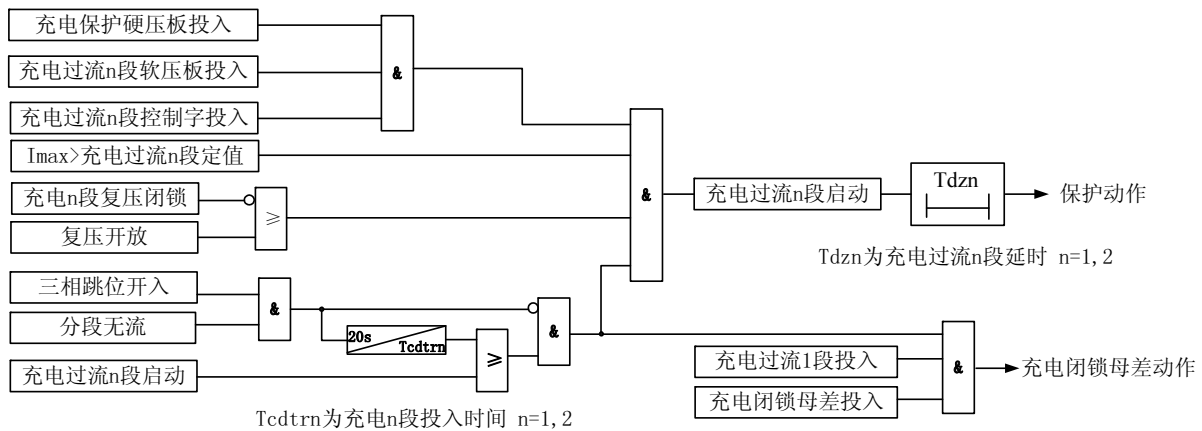 充电保护硬压板投入
充电过流n段软压板投入
&
充电过流n段控制字投入
Imax>充电过流n段定值
充电n段复压闭锁
≥
复压开放
&
充电过流n段启动
Tdzn
保护动作
Tdzn为充电过流n段延时 n=1,2
三相跳位开入
&
分段无流
20s
Tcdtrn
≥
&
充电过流n段启动
充电过流1段投入
&
充电闭锁母差动作
充电闭锁母差投入
Tcdtrn为充电n段投入时间 n=1,2